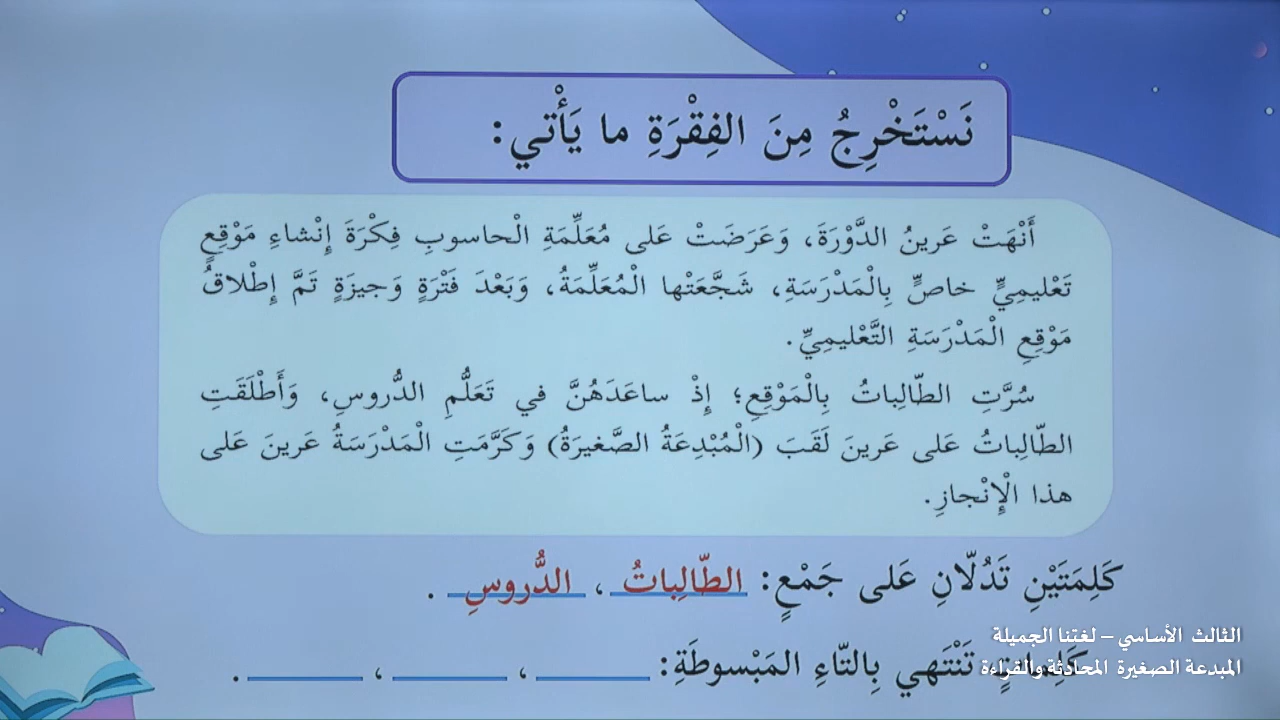 نَسْتَخْرِجُ مِنَ الفِقْرَةِ ما يَأْتي:
أَنْهَتْ عَرينُ الدَّوْرَةَ، وَعَرَضَتْ عَلى مُعَلِّمَةِ الْحاسوبِ فِكْرَةَ إِنْشاءِ مَوْقِعٍ
تَعْليمِيٍّ خاصٍّ بِالْمَدْرَسَةِ، شَجَّعَتْها الْمُعَلِّمَةُ، وَبَعْدَ فَتْرَةٍ وَجيزَةٍ تَمَّ إِطْلاقُ
مَوْقِعِ الْمَدْرَسَةِ التَّعْليمِيِّ.
سُرَّتِ الطّالِباتُ بِالْمَوْقِعِ؛ إِذْ ساعَدَهُنَّ في تَعَلُّمِ الدُّروسِ، وَأَطْلَقَتِ
الطّالِباتُ عَلى عَرينَ لَقَبَ (الْمُبْدِعَةُ الصَّغيرَةُ) وَكَرَّمَتِ الْمَدْرَسَةُ عَرينَ عَلى
هذا الْإِنْجازِ.
كَلِمَتَيْنِ تَدُلّانِ عَلى جَمْعٍ: الطّالِباتُ ، الدُّروسِ .
كَلِماتٍ تَنْتَهي بِالتّاءِ المَبْسوطَةِ: ، ، .
الثالث الأساسي – لغتنا الجميلة
المبدعة الصغيرة المحادثة والقراءة